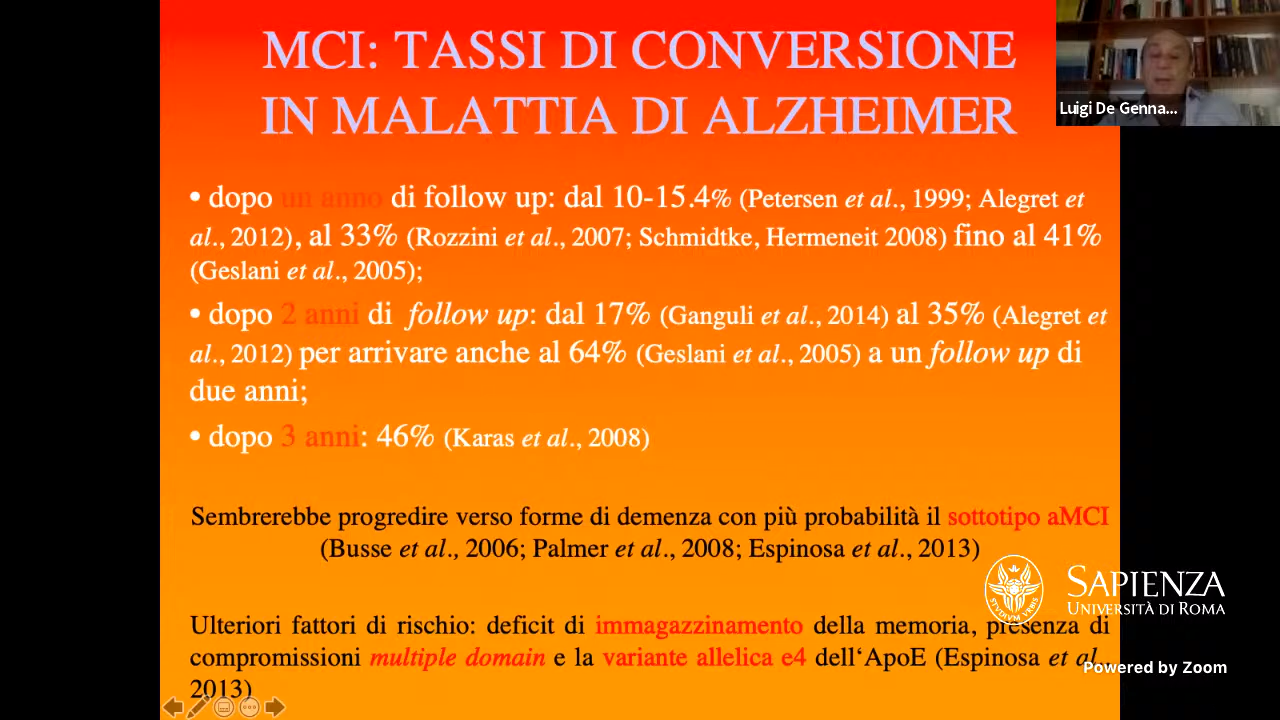 MCI: TASSI DI CONVERSIONE
IN MALATTIA DI ALZHEIMER
Luigi De Genna...
• dopo un anno di follow up: dal 10-15.4% (Petersen et al., 1999; Alegret et
al., 2012), al 33% (Rozzini et al., 2007; Schmidtke, Hermeneit 2008) fino al 41%
(Geslani et al., 2005);
• dopo 2 anni di follow up: dal 17% (Ganguli et al., 2014) al 35% (Alegret et
al., 2012) per arrivare anche al 64% (Geslani et al., 2005) a un follow up di
due anni;
• dopo 3 anni: 46% (Karas et al., 2008)
Sembrerebbe progredire verso forme di demenza con più probabilità il sottotipo aMCI
(Busse et al., 2006; Palmer et al., 2008; Espinosa et al., 2013)
SAPIENZA
UNIVERSITÀ DI ROMA
STUDIUM URBIS
Ulteriori fattori di rischio: deficit di immagazzinamento della memoria, presenza di
compromissioni multiple domain e la variante allelica e4 dell‘ApoE (Espinosa et al.,
2013)
Powered by Zoom